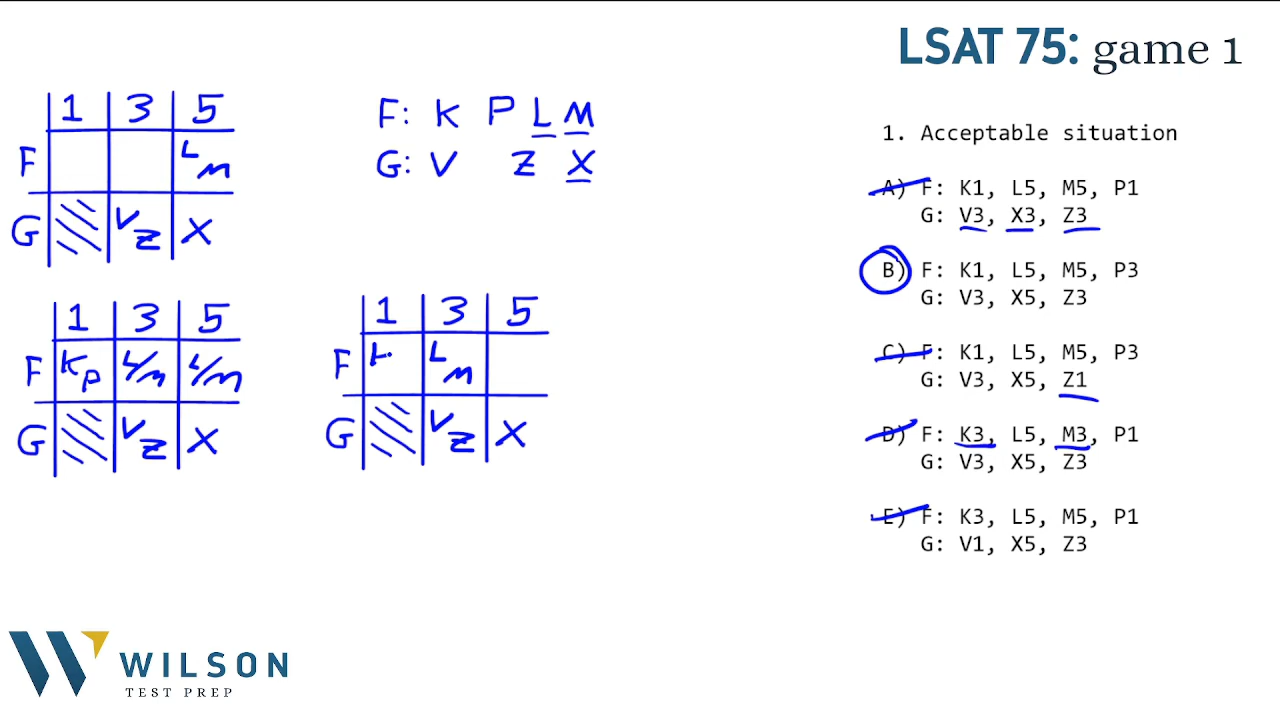 LSAT 75: game 1
1 3 5
F L M
G V Z X
F: K P L M
G: V Z X
1 3 5
F K P L/M L/M
G V Z X
1 3 5
F L M
G V Z X
1. Acceptable situation
A) F: K1, L5, M5, P1
G: V3, X3, Z3
B) F: K1, L5, M5, P3
G: V3, X5, Z3
C) F: K1, L5, M5, P3
G: V3, X5, Z1
D) F: K3, L5, M3, P1
G: V3, X5, Z3
E) F: K3, L5, M5, P1
G: V1, X5, Z3
WILSON
TEST PREP